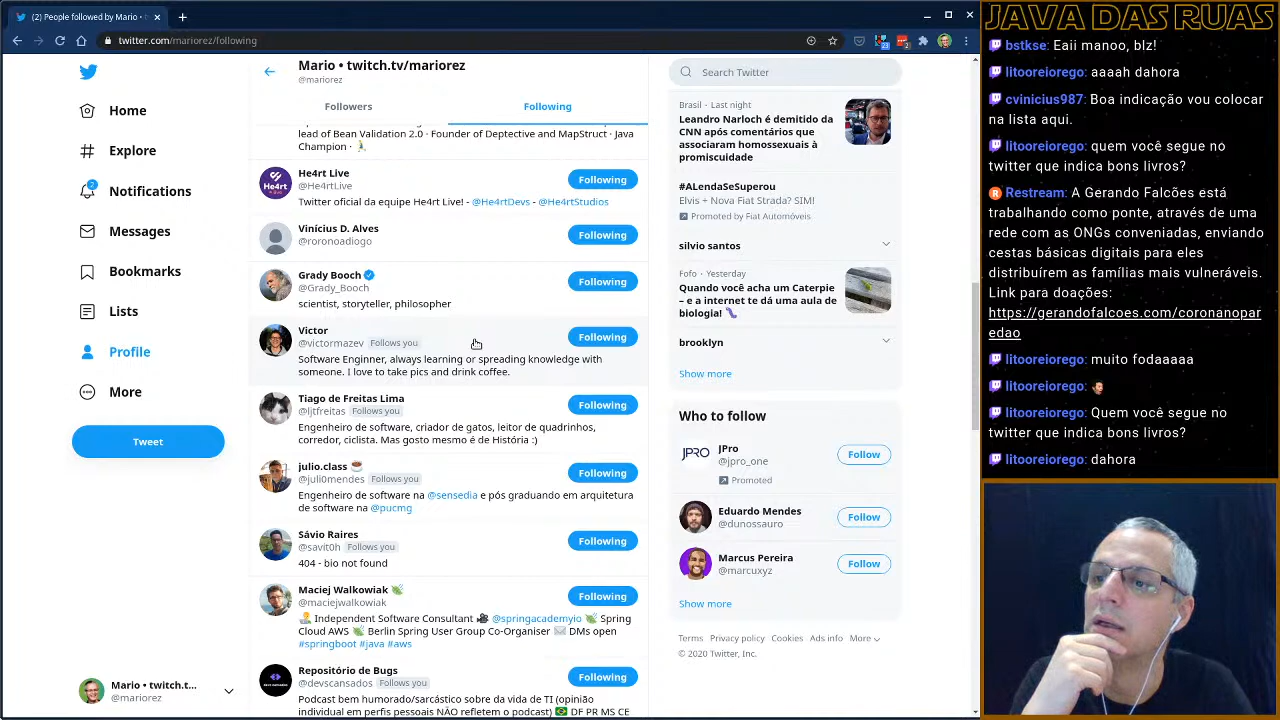 (2) People followed by Mario •
twitter.com/mariorez/following
23
2
Home
Explore
2
Notifications
Messages
Bookmarks
Lists
Profile
More
Tweet
Mario • twitch.t...
@mariorez
Mario • twitch.tv/mariorez
@mariorez
Followers
Following
lead of Bean Validation 2.0 · Founder of Deptective and MapStruct · Java
Champion ·
He4rt Live
@He4rtLive
Following
Twitter oficial da equipe He4rt Live! - @He4rtDevs - @He4rtStudios
Vinícius D. Alves
@roronoadiogo
Following
Grady Booch
@Grady_Booch
Following
scientist, storyteller, philosopher
Victor
@victormazev Follows you
Following
Software Enginner, always learning or spreading knowledge with
someone. I love to take pics and drink coffee.
Tiago de Freitas Lima
@ljtfreitas Follows you
Following
Engenheiro de software, criador de gatos, leitor de quadrinhos,
corredor, ciclista. Mas gosto mesmo é de História :)
julio.class ☕
@juli0mendes Follows you
Following
Engenheiro de software na @sensedia e pós graduando em arquitetura
de software na @pucmg
Sávio Raires
@savit0h Follows you
Following
404 - bio not found
Maciej Walkowiak
@maciejwalkowiak
Following
Independent Software Consultant 🎥 @springacademyio Spring
Cloud AWS Berlin Spring User Group Co-Organiser ✉ DMs open
#springboot #java #aws
Repositório de Bugs
@devscansados Follows you
Following
Podcast bem humorado/sarcástico sobre da vida de TI (opinião
individual em perfis pessoais NÃO refletem o podcast) 🇧🇷 DF PR MS CE
Search Twitter
Brasil · Last night
Leandro Narloch é demitido da
CNN após comentários que
associaram homossexuais à
promiscuidade
#ALendaSeSuperou
Elvis + Nova Fiat Strada? SIM!
Promoted by Fiat Automóveis
silvio santos
Fofo · Yesterday
Quando você acha um Caterpie
– e a internet te dá uma aula de
biologia! 🐛
brooklyn
Show more
Who to follow
JPRO
JPro
@jpro_one
Follow
Promoted
Eduardo Mendes
@dunossauro
Follow
Marcus Pereira
@marcuxyz
Follow
Show more
Terms Privacy policy Cookies Ads info More
© 2020 Twitter, Inc.
JAVA DAS RUAS
bstkse: Eaii manoo, blz!
litooreiorego: aaaah dahora
cvinicius987: Boa indicação vou colocar
na lista aqui.
litooreiorego: quem você segue no
twitter que indica bons livros?
Restream: A Gerando Falcões está
trabalhando como ponte, através de uma
rede com as ONGs conveniadas, enviando
cestas básicas digitais para eles
distribuírem as famílias mais vulneráveis.
Link para doações:
https://gerandofalcoes.com/coronanopar
edao
litooreiorego: muito fodaaaaa
litooreiorego:
litooreiorego: Quem você segue no
twitter que indica bons livros?
litooreiorego: dahora